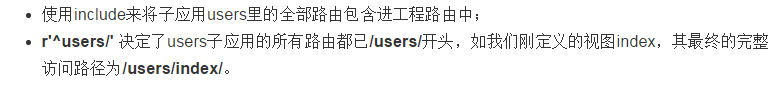 使用include来将子应用users里的全部路由包含进工程路由中；
r'^users/' 决定了users子应用的所有路由都已/users/开头，如我们刚定义的视图index，其最终的完整
访问路径为/users/index/。